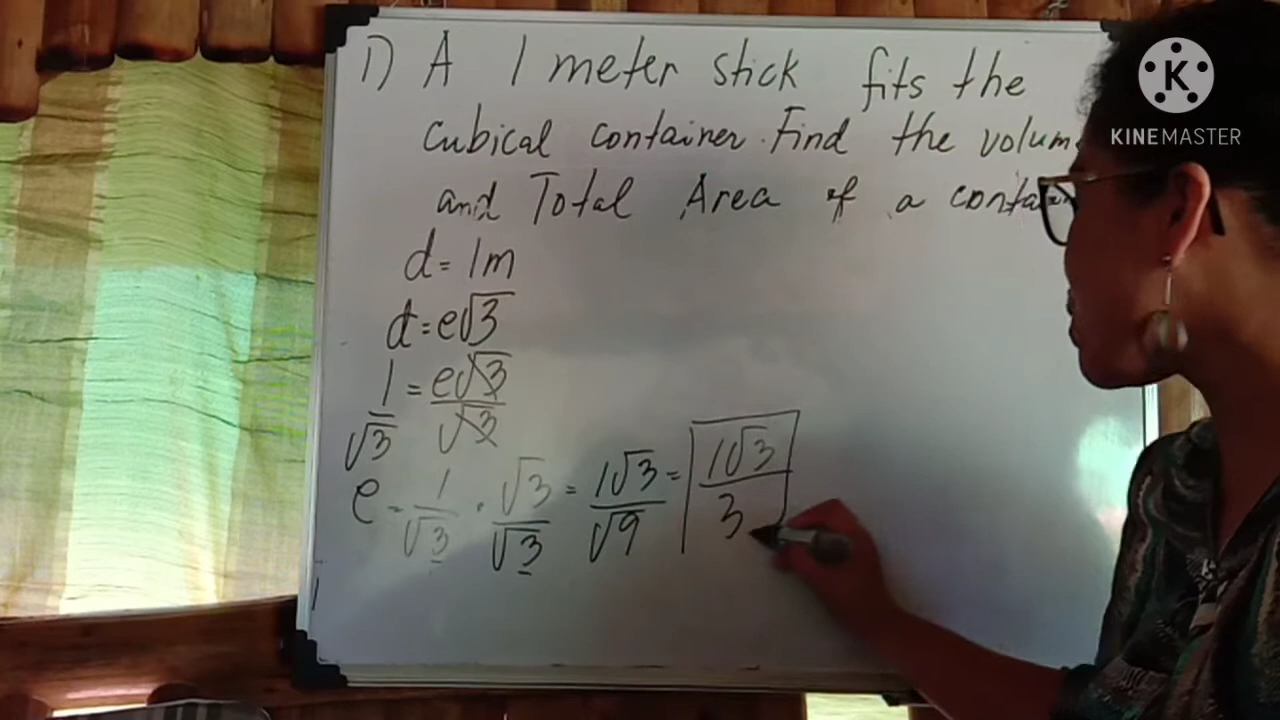 1) A 1 meter stick fits the
cubical container. Find the volum
and Total Area of a conta
d = 1m
d = e√3
1/√3 = e√3/√3
e = 1/√3 · √3/√3 = 1√3/√9 = 1√3/3
K
KINEMASTER